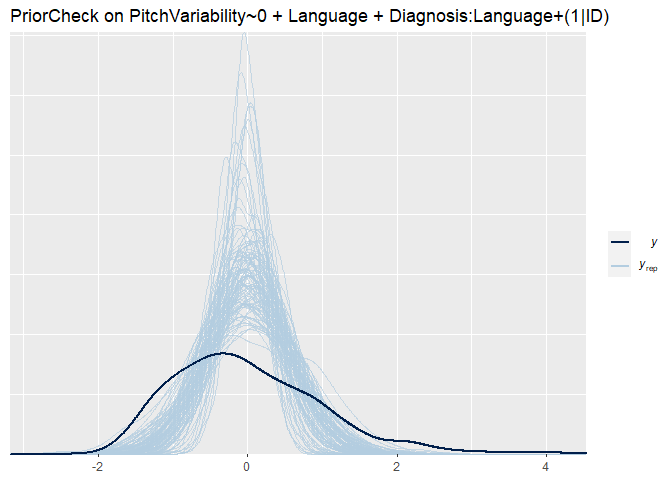 PriorCheck on PitchVariability~0 + Language + Diagnosis:Language+(1|ID)
y
yrep
-2
0
2
4